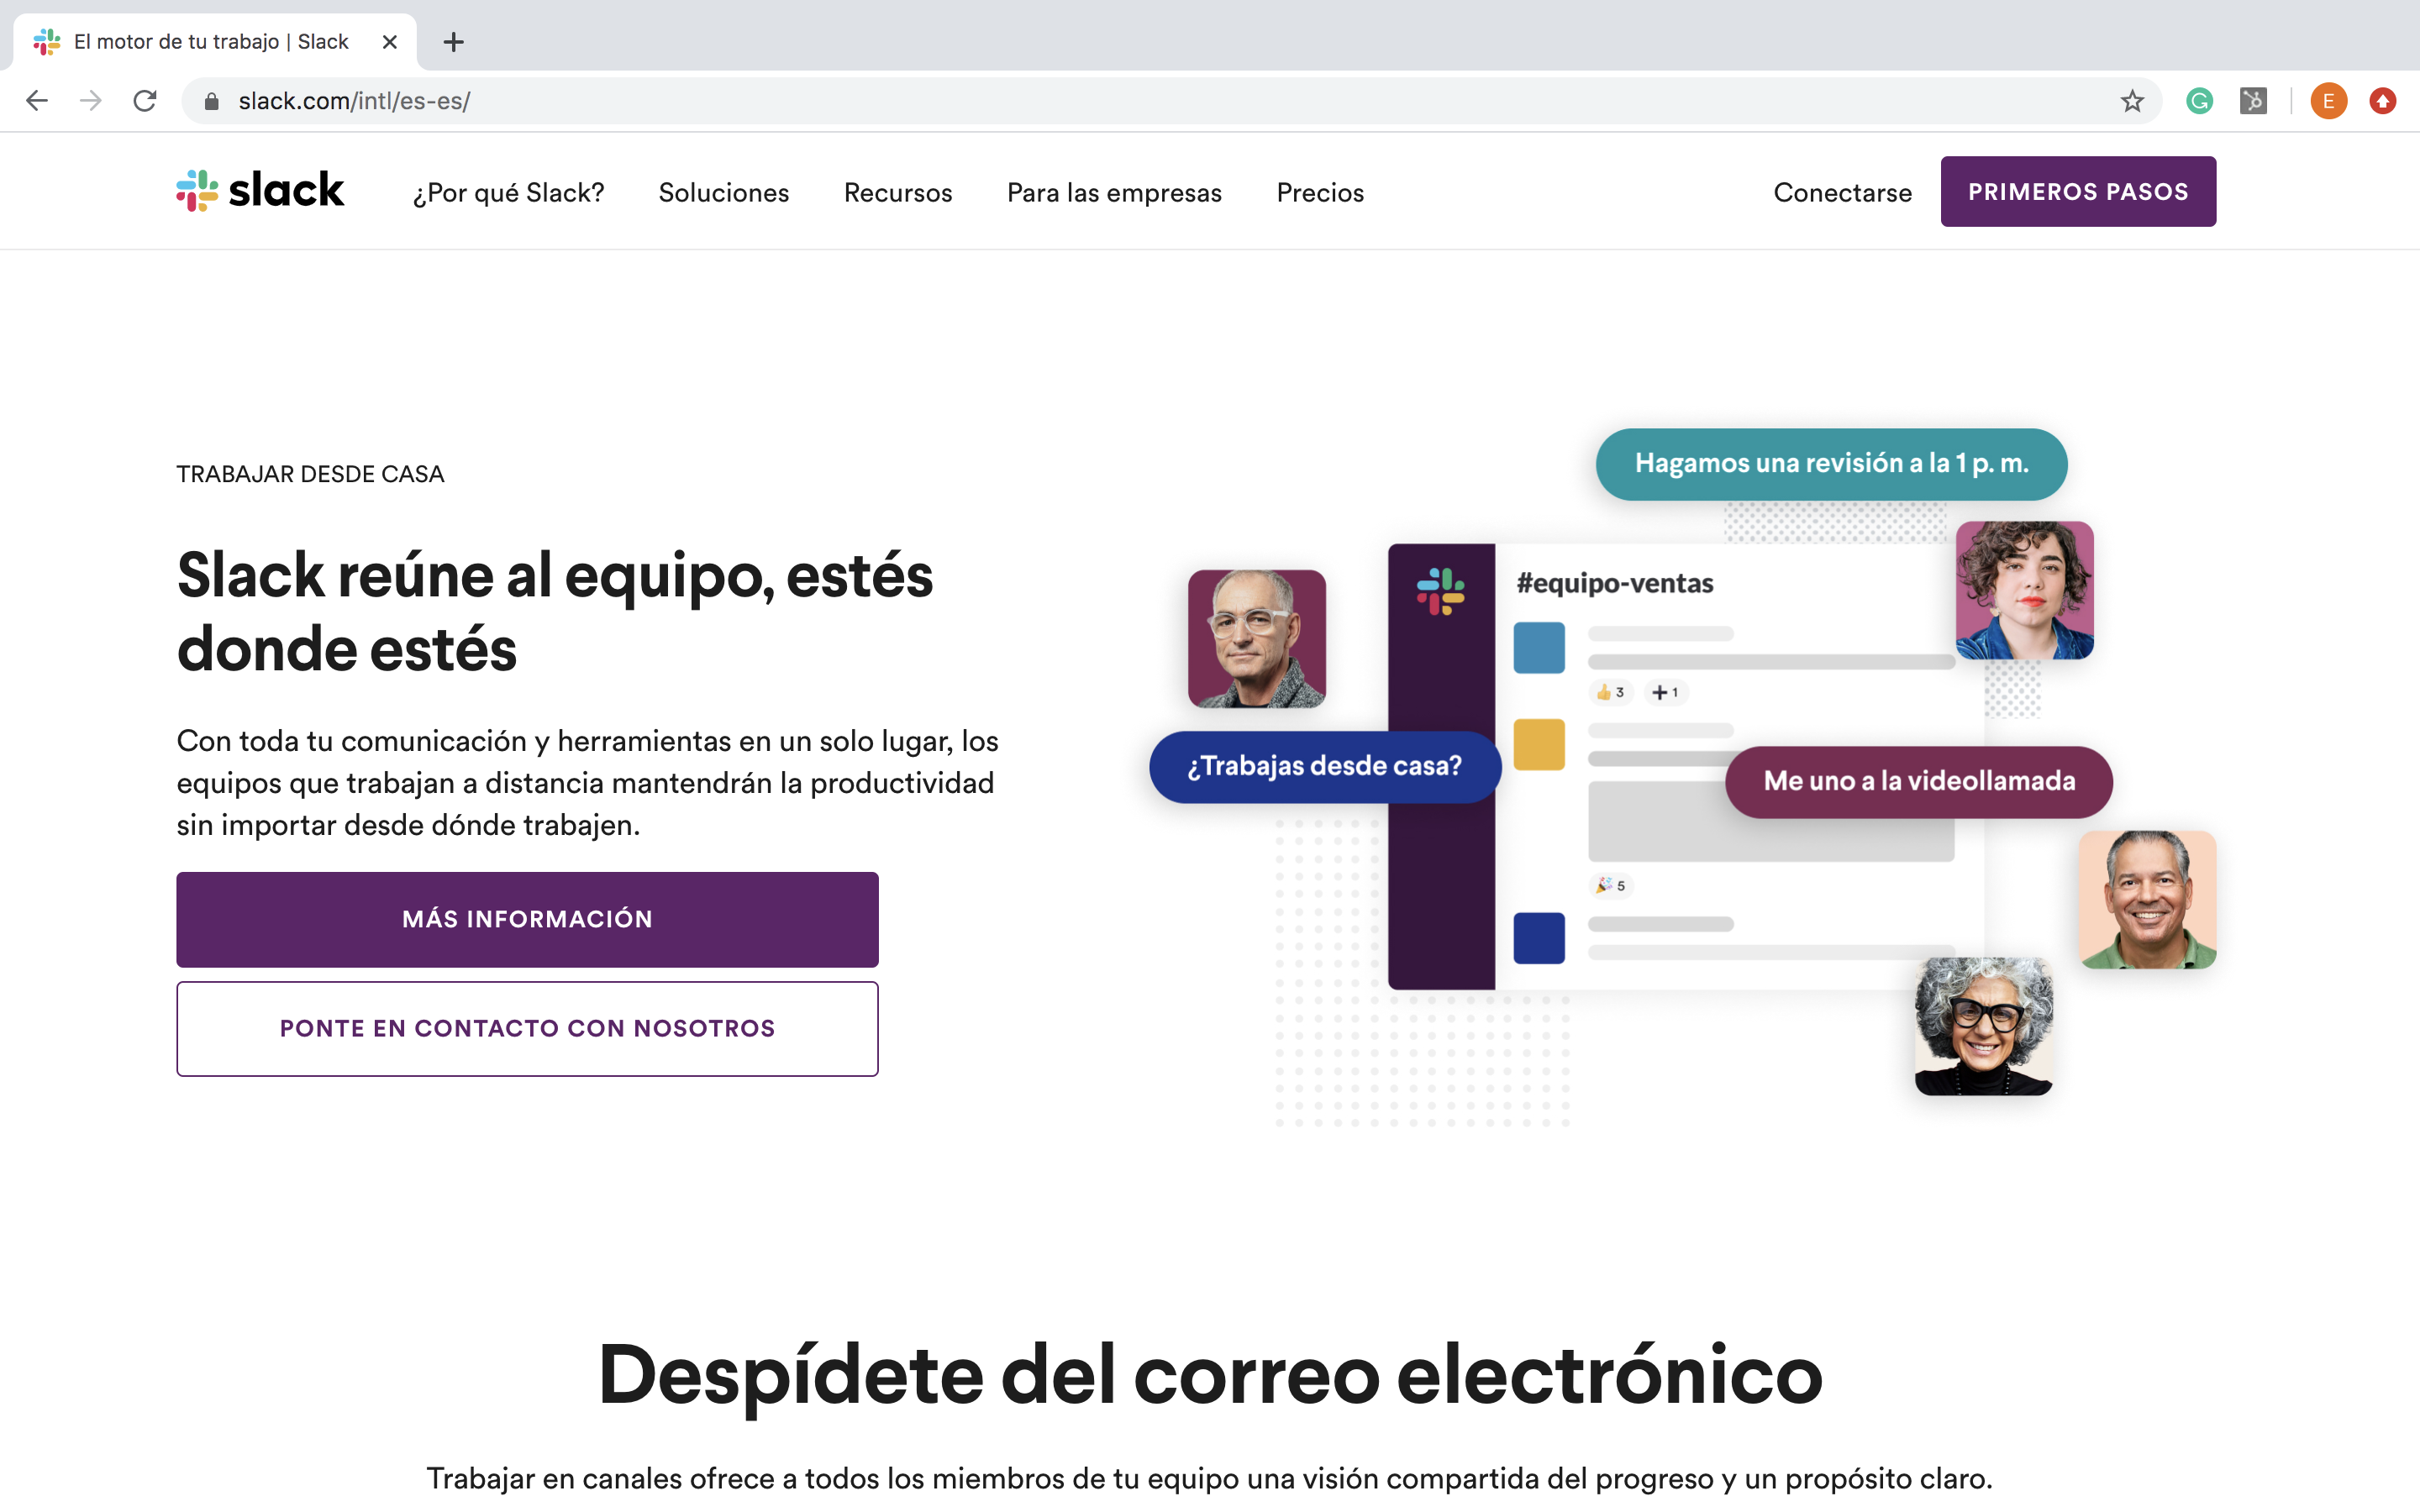 El motor de tu trabajo | Slack
slack.com/intl/es-es/
E
slack
¿Por qué Slack?
Soluciones
Recursos
Para las empresas
Precios
Conectarse
PRIMEROS PASOS
TRABAJAR DESDE CASA
Slack reúne al equipo, estés
donde estés
Con toda tu comunicación y herramientas en un solo lugar, los
equipos que trabajan a distancia mantendrán la productividad
sin importar desde dónde trabajen.
MÁS INFORMACIÓN
PONTE EN CONTACTO CON NOSOTROS
Hagamos una revisión a la 1 p. m.
#equipo-ventas
3
1
¿Trabajas desde casa?
Me uno a la videollamada
5
Despídete del correo electrónico
Trabajar en canales ofrece a todos los miembros de tu equipo una visión compartida del progreso y un propósito claro.